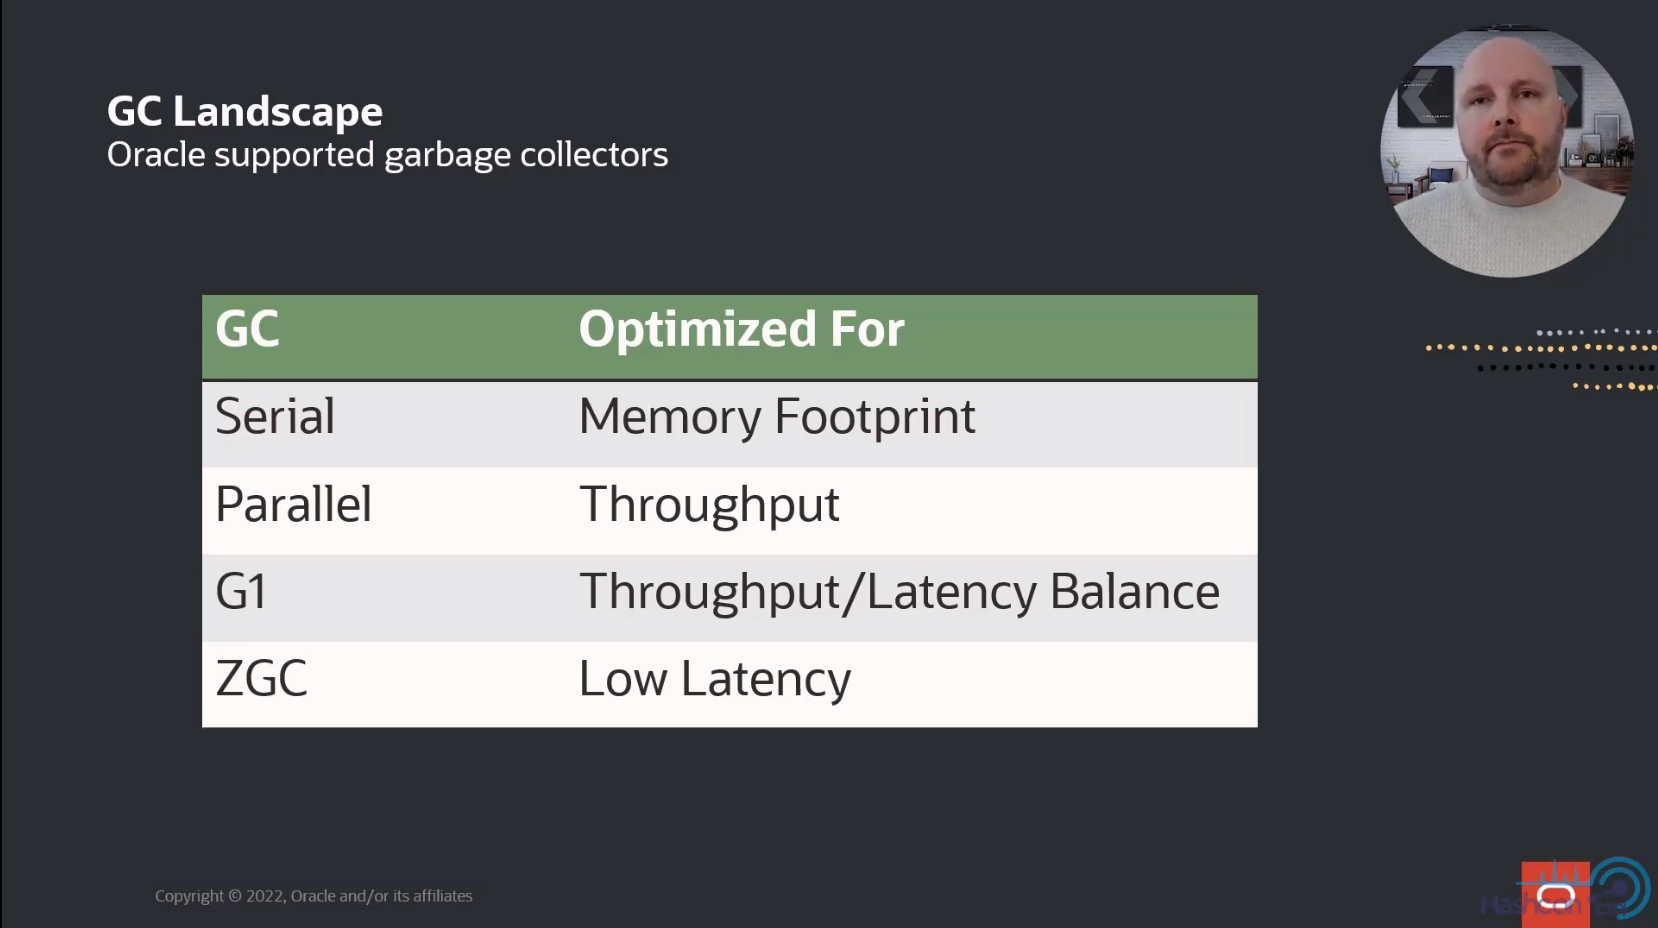 GC Landscape
Oracle supported garbage collectors
GC Optimized For
Serial Memory Footprint
Parallel Throughput
G1 Throughput/Latency Balance
ZGC Low Latency
Copyright © 2022, Oracle and/or its affiliates